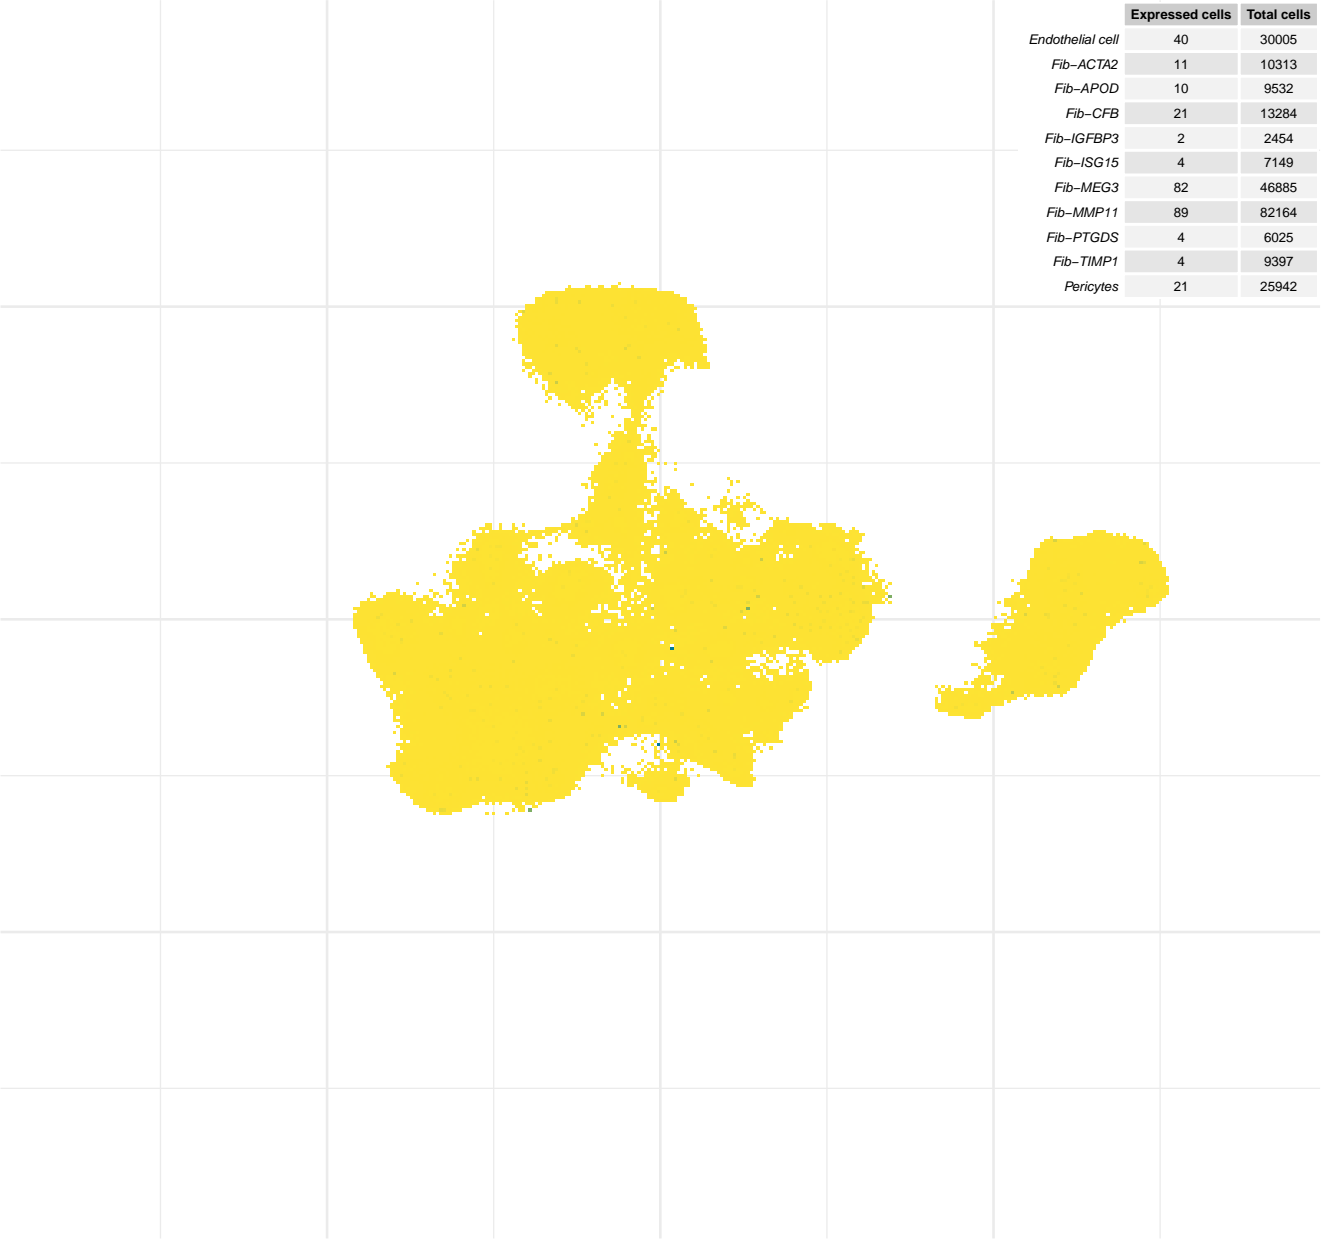 Expressed cells Total cells
Endothelial cell 40 30005
Fib−ACTA2 11 10313
Fib−APOD 10 9532
Fib−CFB 21 13284
Fib−IGFBP3 2 2454
Fib−ISG15 4 7149
Fib−MEG3 82 46885
Fib−MMP11 89 82164
Fib−PTGDS 4 6025
Fib−TIMP1 4 9397
Pericytes 21 25942